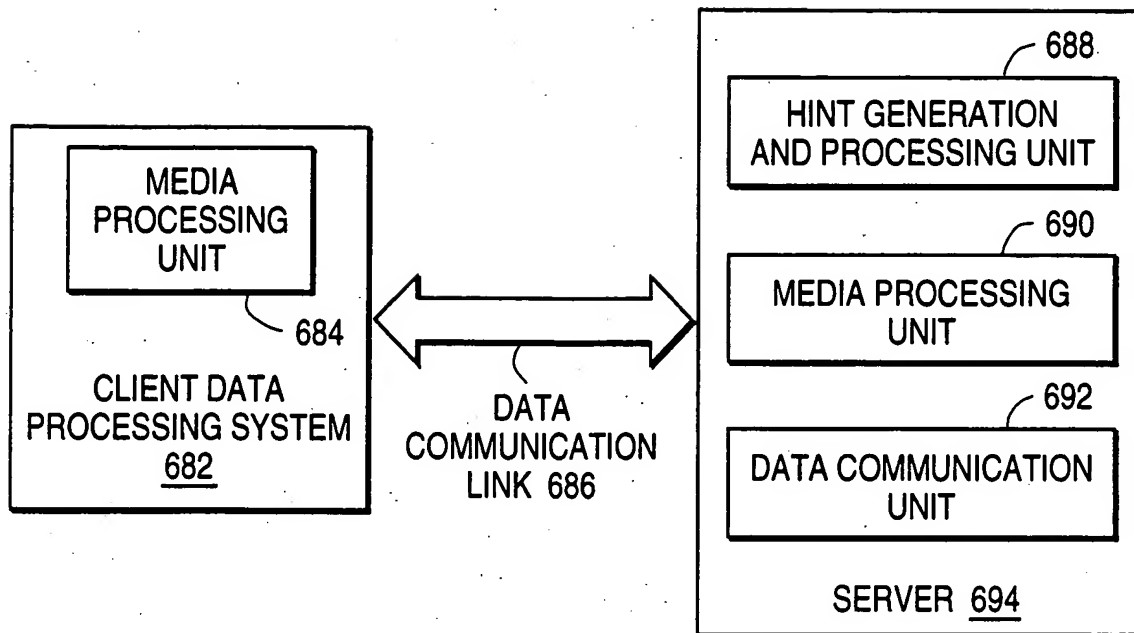 MEDIA
PROCESSING
UNIT
684
CLIENT DATA
PROCESSING SYSTEM
682
DATA
COMMUNICATION
LINK 686
688
HINT GENERATION
AND PROCESSING UNIT
690
MEDIA PROCESSING
UNIT
692
DATA COMMUNICATION
UNIT
SERVER 694